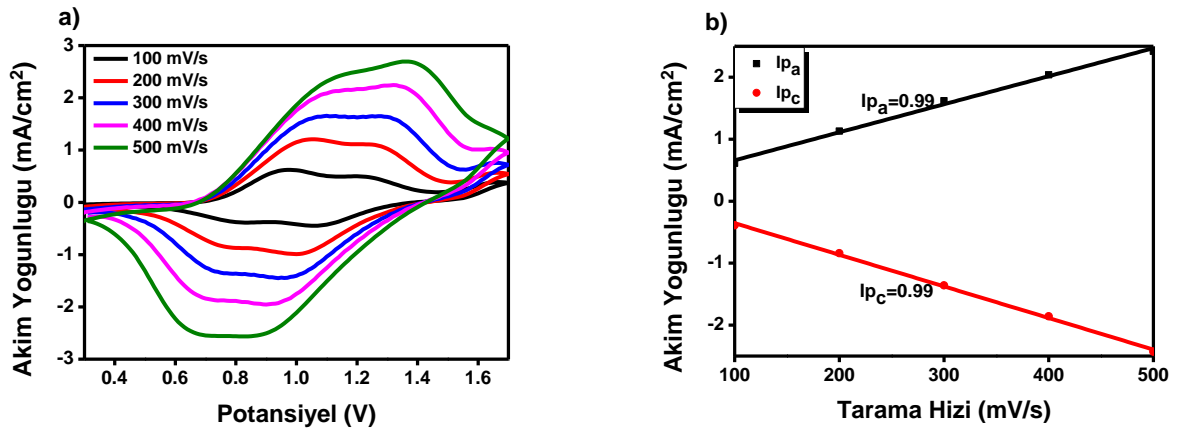 a)
Akim Yogunlugu (mA/cm²)
3
2
1
0
-1
-2
-3
100 mV/s
200 mV/s
300 mV/s
400 mV/s
500 mV/s
0.4 0.6 0.8 1.0 1.2 1.4 1.6
Potansiyel (V)
b)
Akim Yogunlugu (mA/cm²)
2
1
0
-1
-2
Ipa
Ipc
Ipa=0.99
Ipc=0.99
100 200 300 400 500
Tarama Hizi (mV/s)